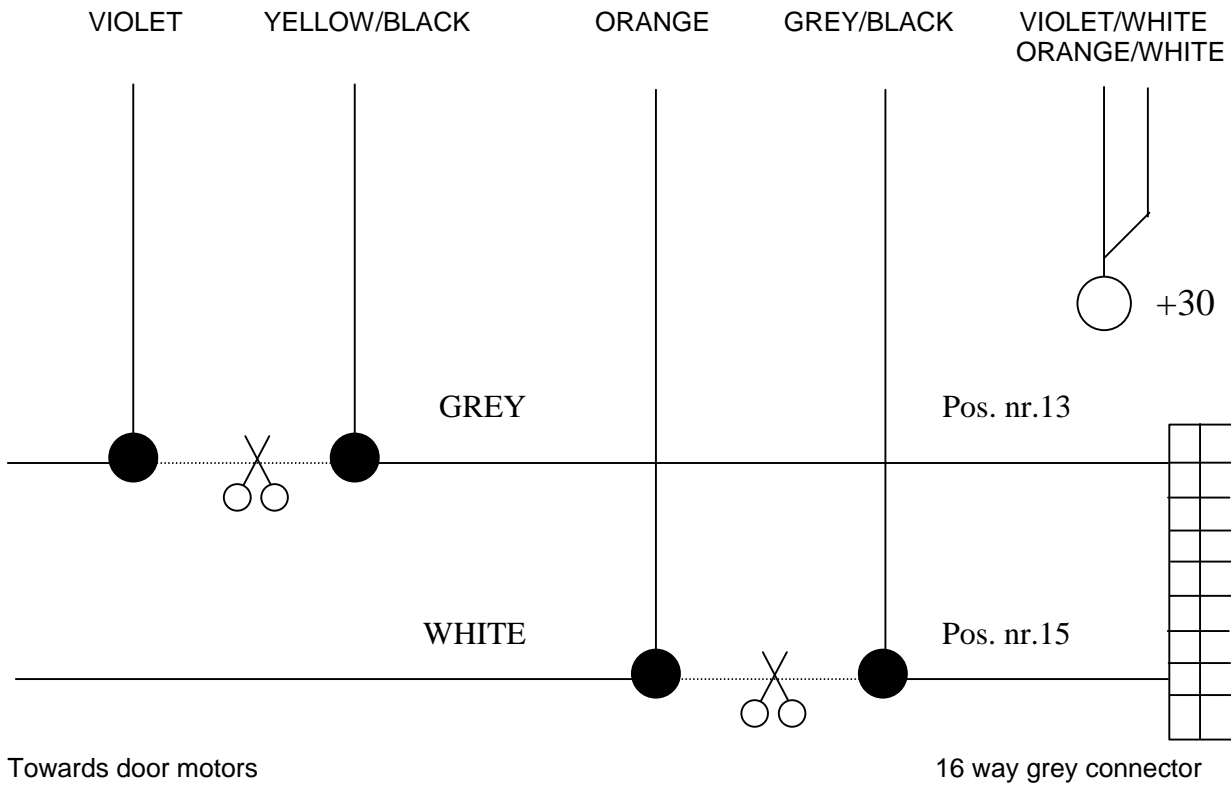 VIOLET YELLOW/BLACK ORANGE GREY/BLACK VIOLET/WHITE
ORANGE/WHITE
+30
GREY Pos. nr.13
WHITE Pos. nr.15
Towards door motors 16 way grey connector